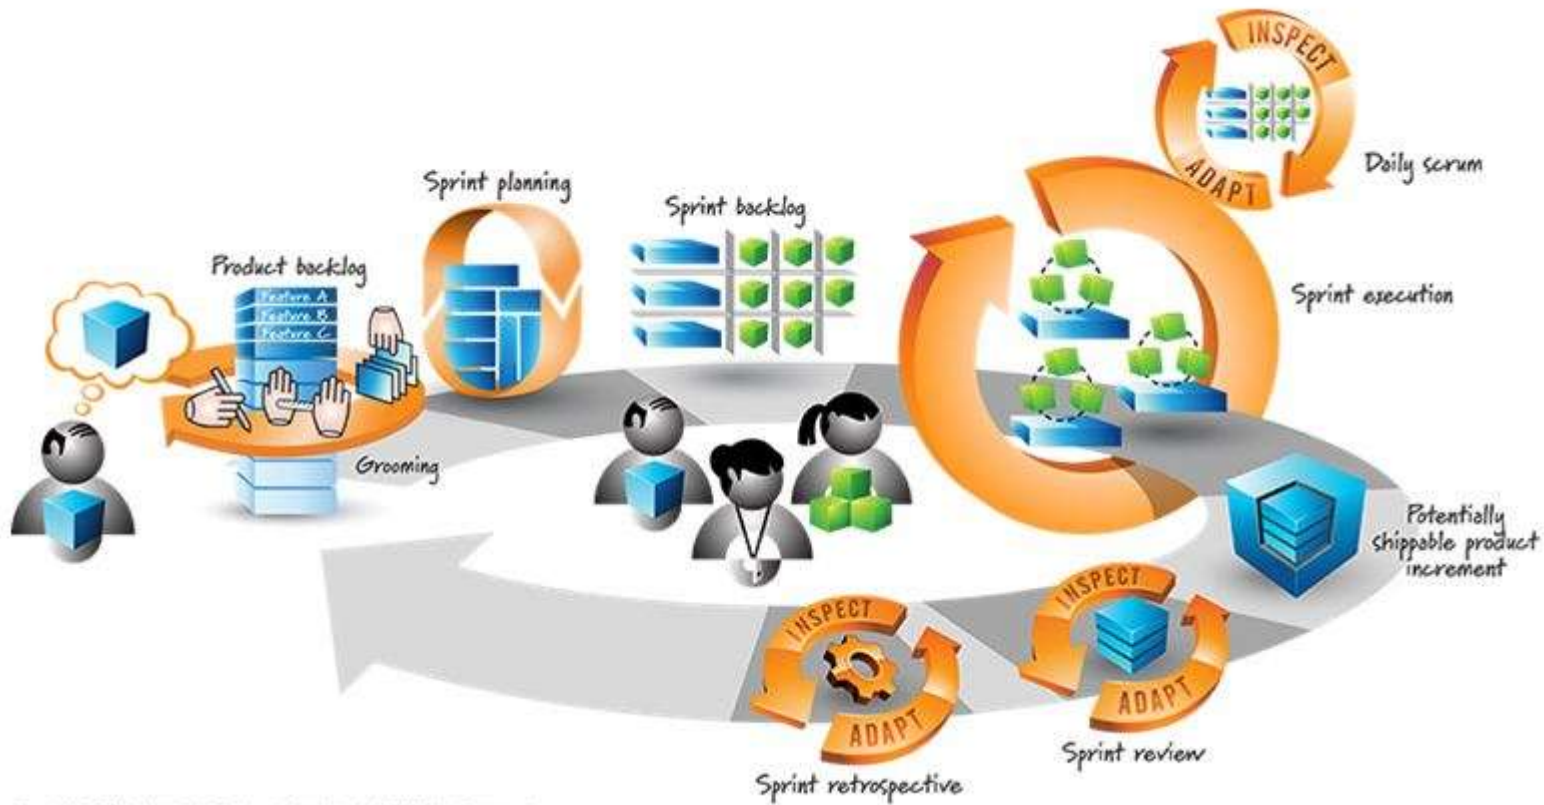 INSPECT
ADAPT
Daily scrum
Sprint planning
Sprint backlog
Product backlog
Feature A
Feature B
Feature C
Sprint execution
Grooming
Potentially
shippable product
increment
INSPECT
ADAPT
Sprint review
INSPECT
ADAPT
Sprint retrospective